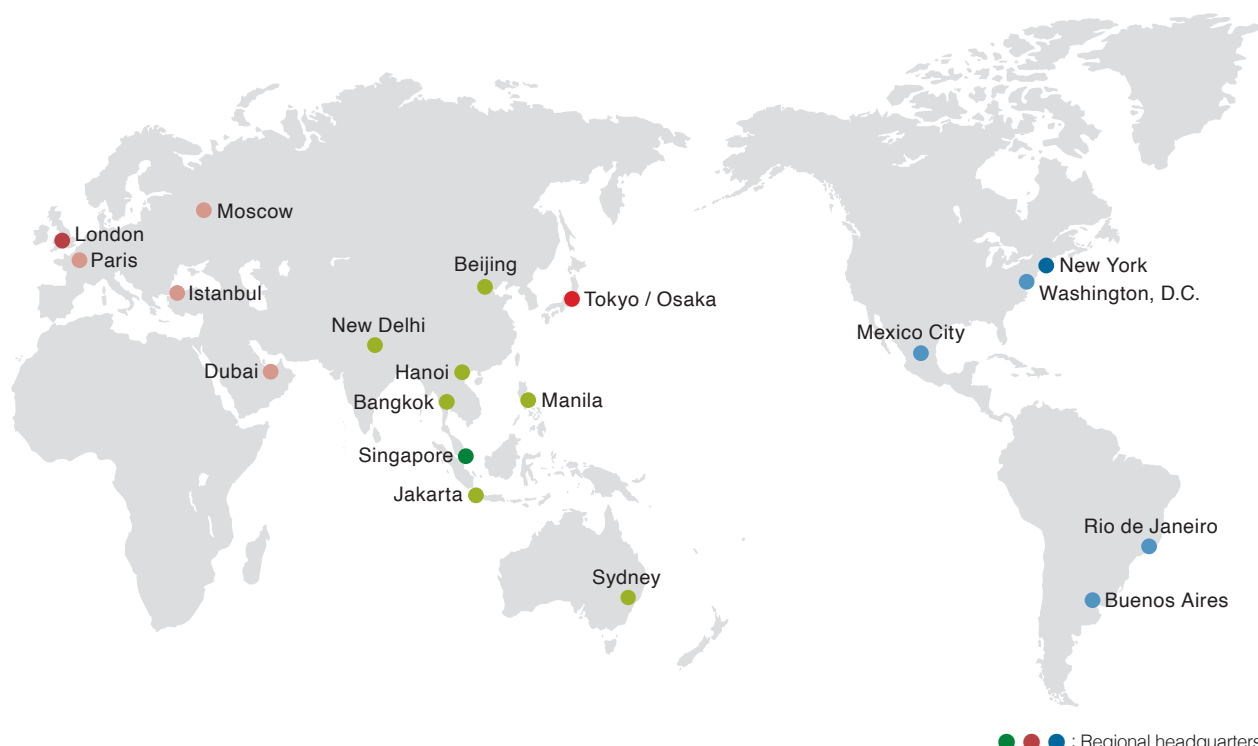 Moscow
London
Paris
Istanbul
Beijing
Tokyo / Osaka
New Delhi
Dubai
Hanoi
Bangkok
Manila
Singapore
Jakarta
Sydney
New York
Washington, D.C.
Mexico City
Rio de Janeiro
Buenos Aires
: Regional headquarters